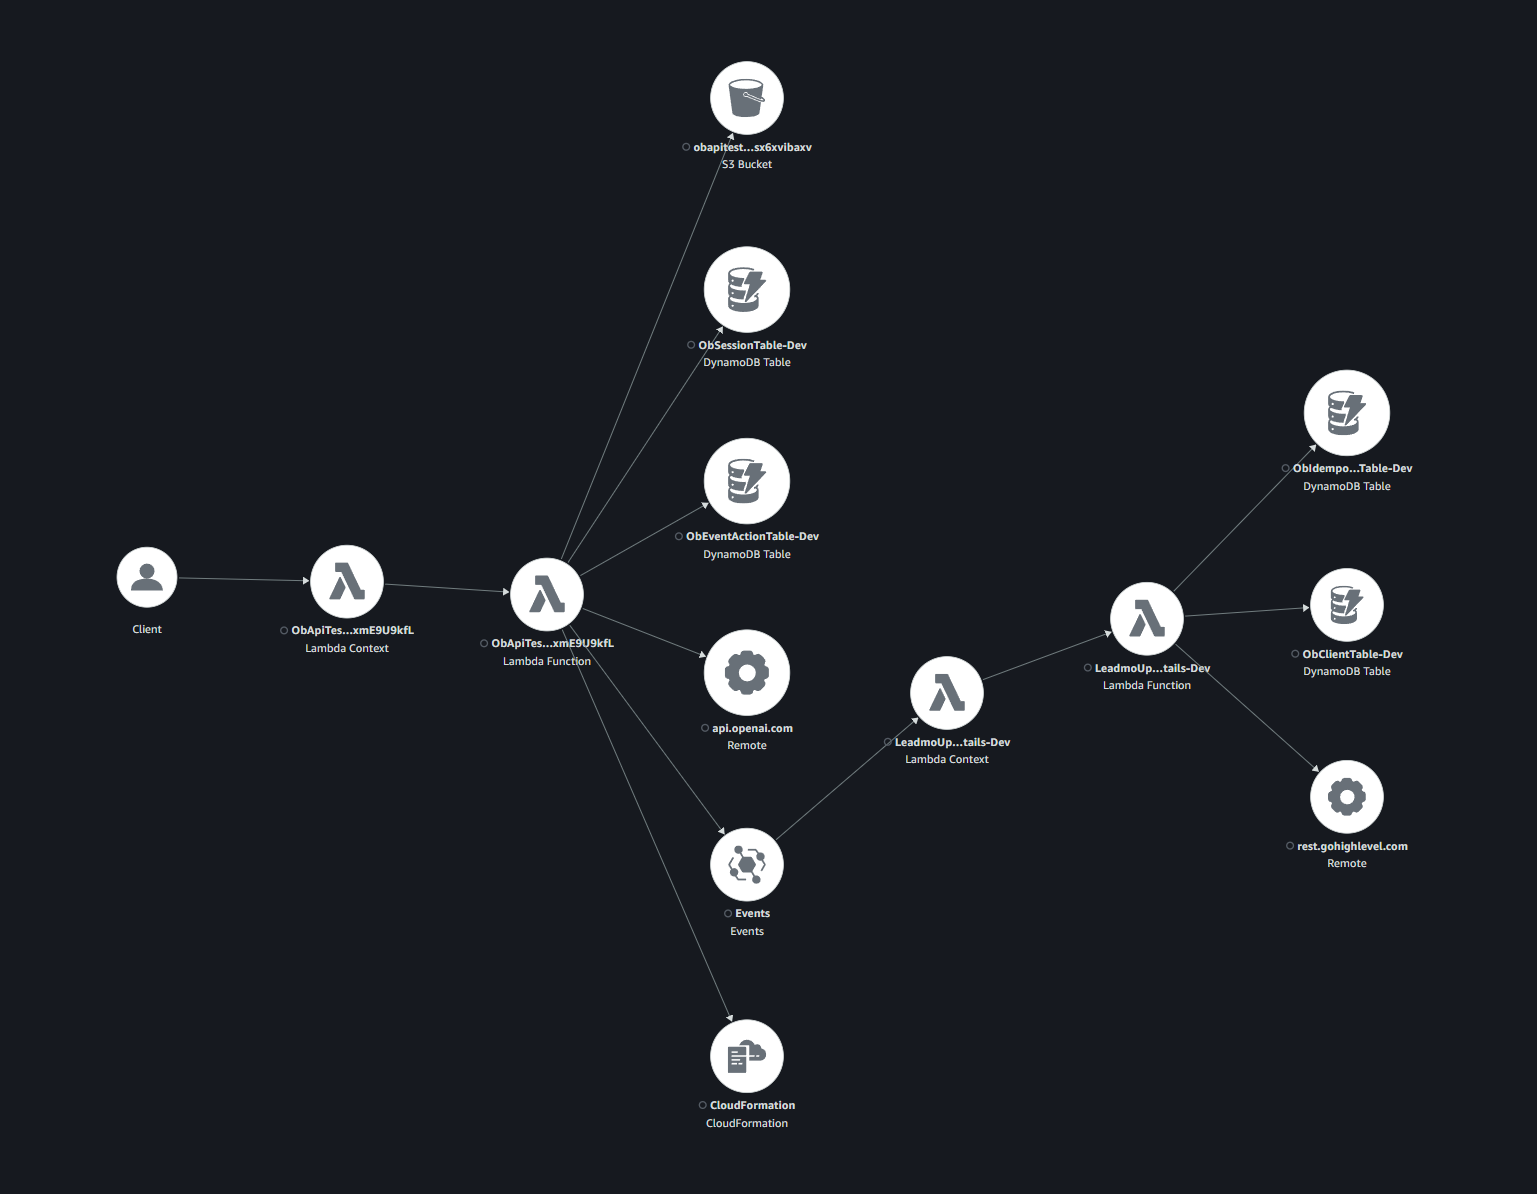 obapitest...sx6xvibaxv
S3 Bucket
ObSessionTable-Dev
DynamoDB Table
ObEventActionTable-Dev
DynamoDB Table
Client
ObApiTes...xmE9U9kfL
Lambda Context
ObApiTes...xmE9U9kfL
Lambda Function
api.openai.com
Remote
Events
Events
CloudFormation
CloudFormation
LeadmoUp...tails-Dev
Lambda Context
LeadmoUp...tails-Dev
Lambda Function
ObIdempo...Table-Dev
DynamoDB Table
ObClientTable-Dev
DynamoDB Table
rest.gohighlevel.com
Remote